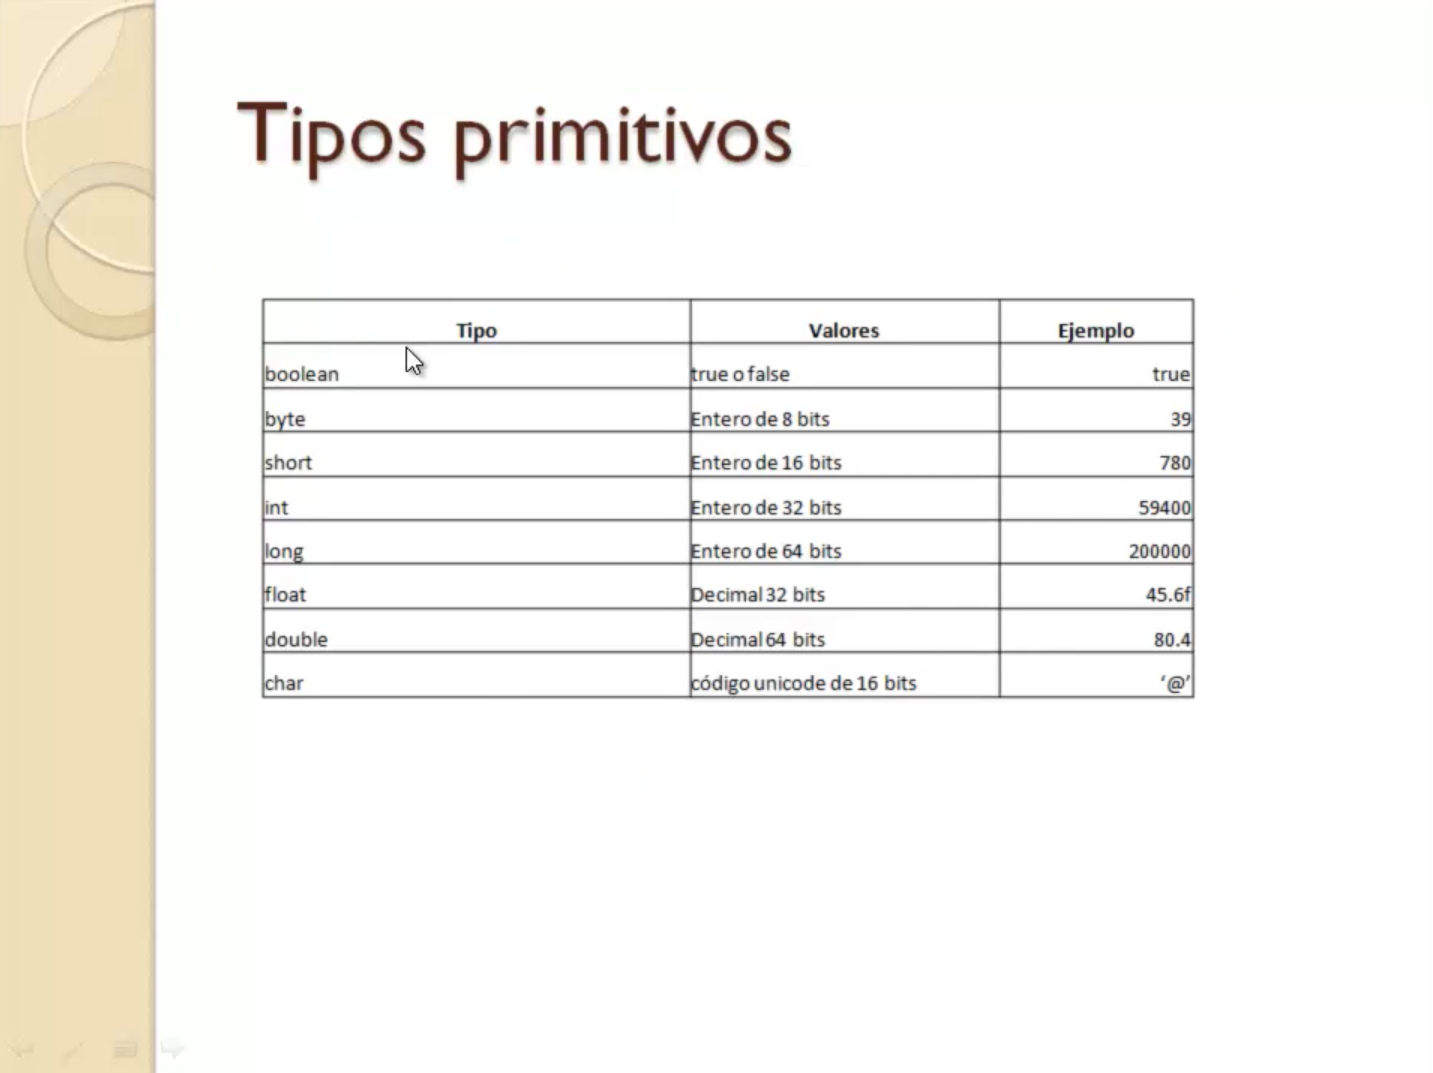 Tipos primitivos
Tipo Valores Ejemplo
boolean true o false true
byte Entero de 8 bits 39
short Entero de 16 bits 780
int Entero de 32 bits 59400
long Entero de 64 bits 200000
float Decimal 32 bits 45.6f
double Decimal 64 bits 80.4
char código unicode de 16 bits ‘@’